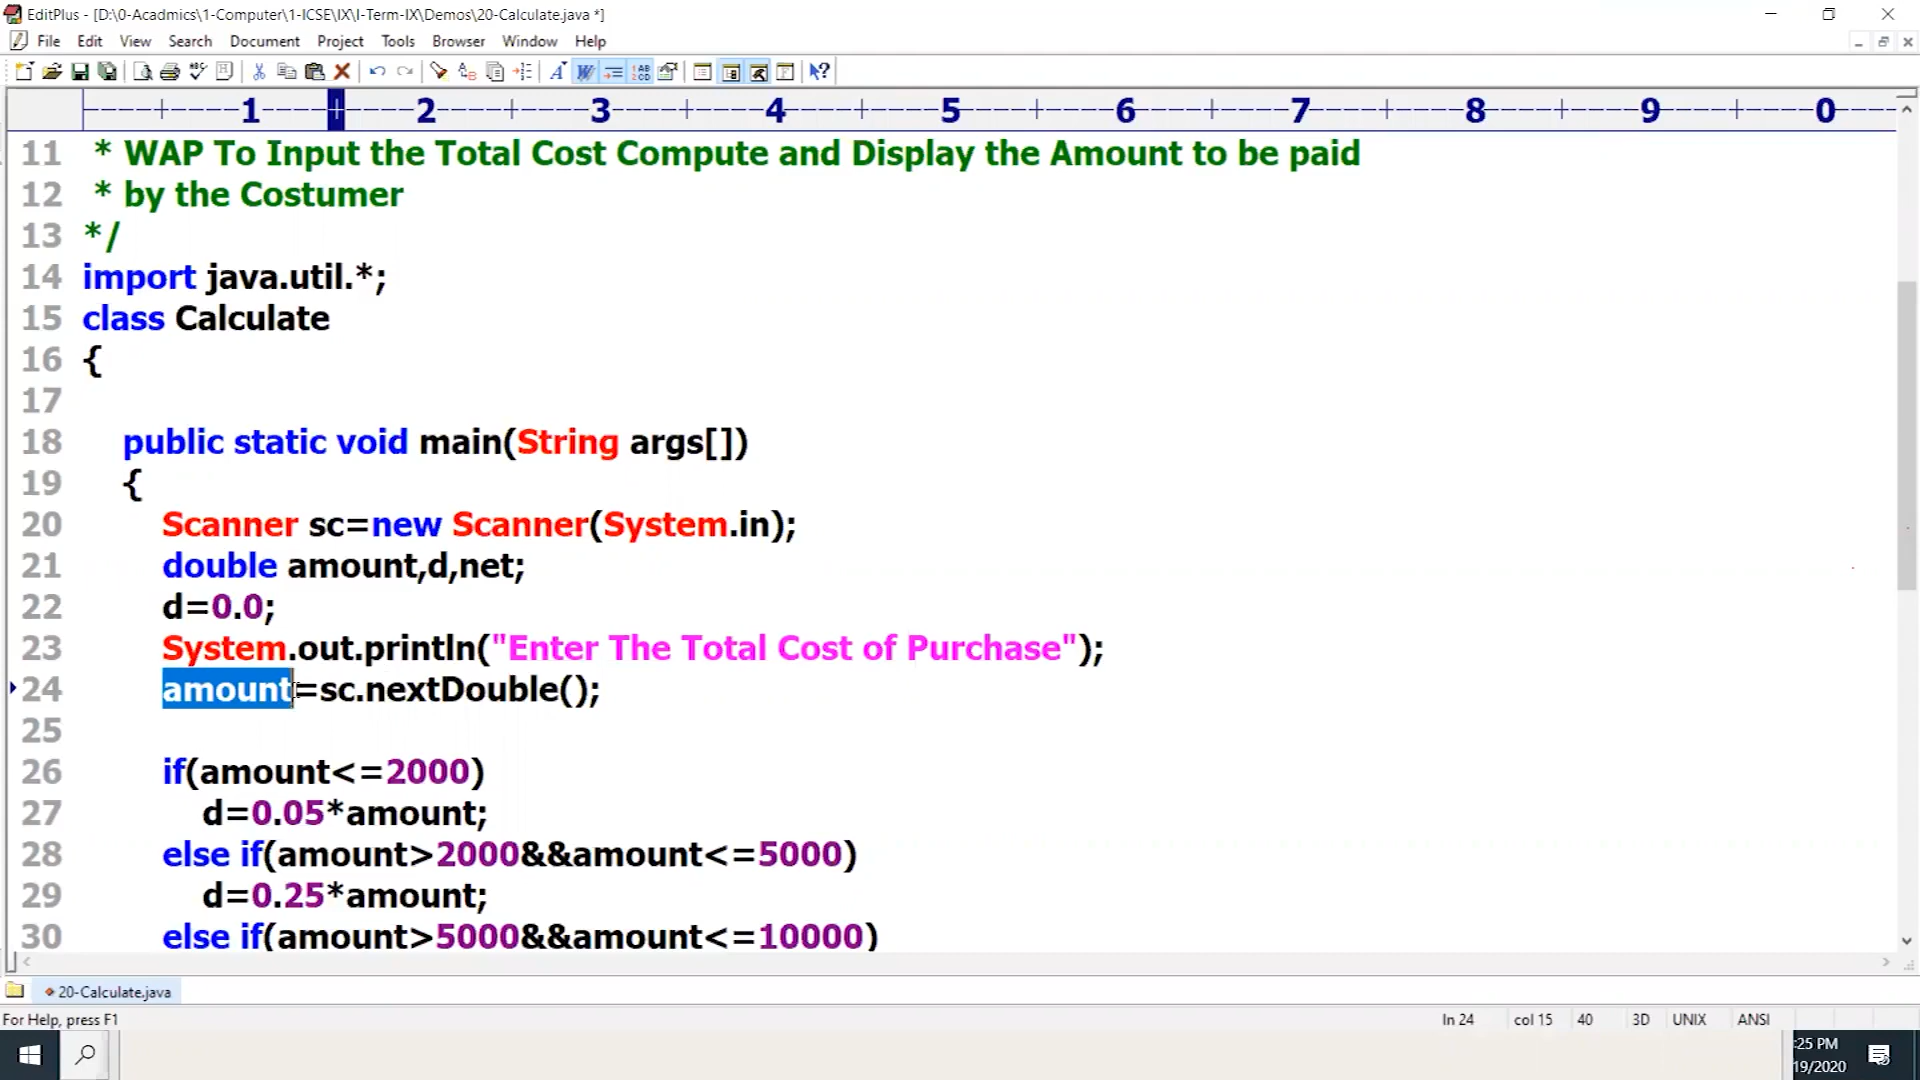 EditPlus - [D:\0-Acadmics\1-Computer\1-ICSE\IX\I-Term-IX\Demos\20-Calculate.java *]
File Edit View Search Document Project Tools Browser Window Help
1 2 3 4 5 6 7 8 9 0
11 * WAP To Input the Total Cost Compute and Display the Amount to be paid
12 * by the Costumer
13 */
14 import java.util.*;
15 class Calculate
16 {
17
18 public static void main(String args[])
19 {
20 Scanner sc=new Scanner(System.in);
21 double amount,d,net;
22 d=0.0;
23 System.out.println("Enter The Total Cost of Purchase");
24 amount=sc.nextDouble();
25
26 if(amount<=2000)
27 d=0.05*amount;
28 else if(amount>2000&&amount<=5000)
29 d=0.25*amount;
30 else if(amount>5000&&amount<=10000)
20-Calculate.java
For Help, press F1 ln 24 col 15 40 3D UNIX ANSI
:25 PM
19/2020